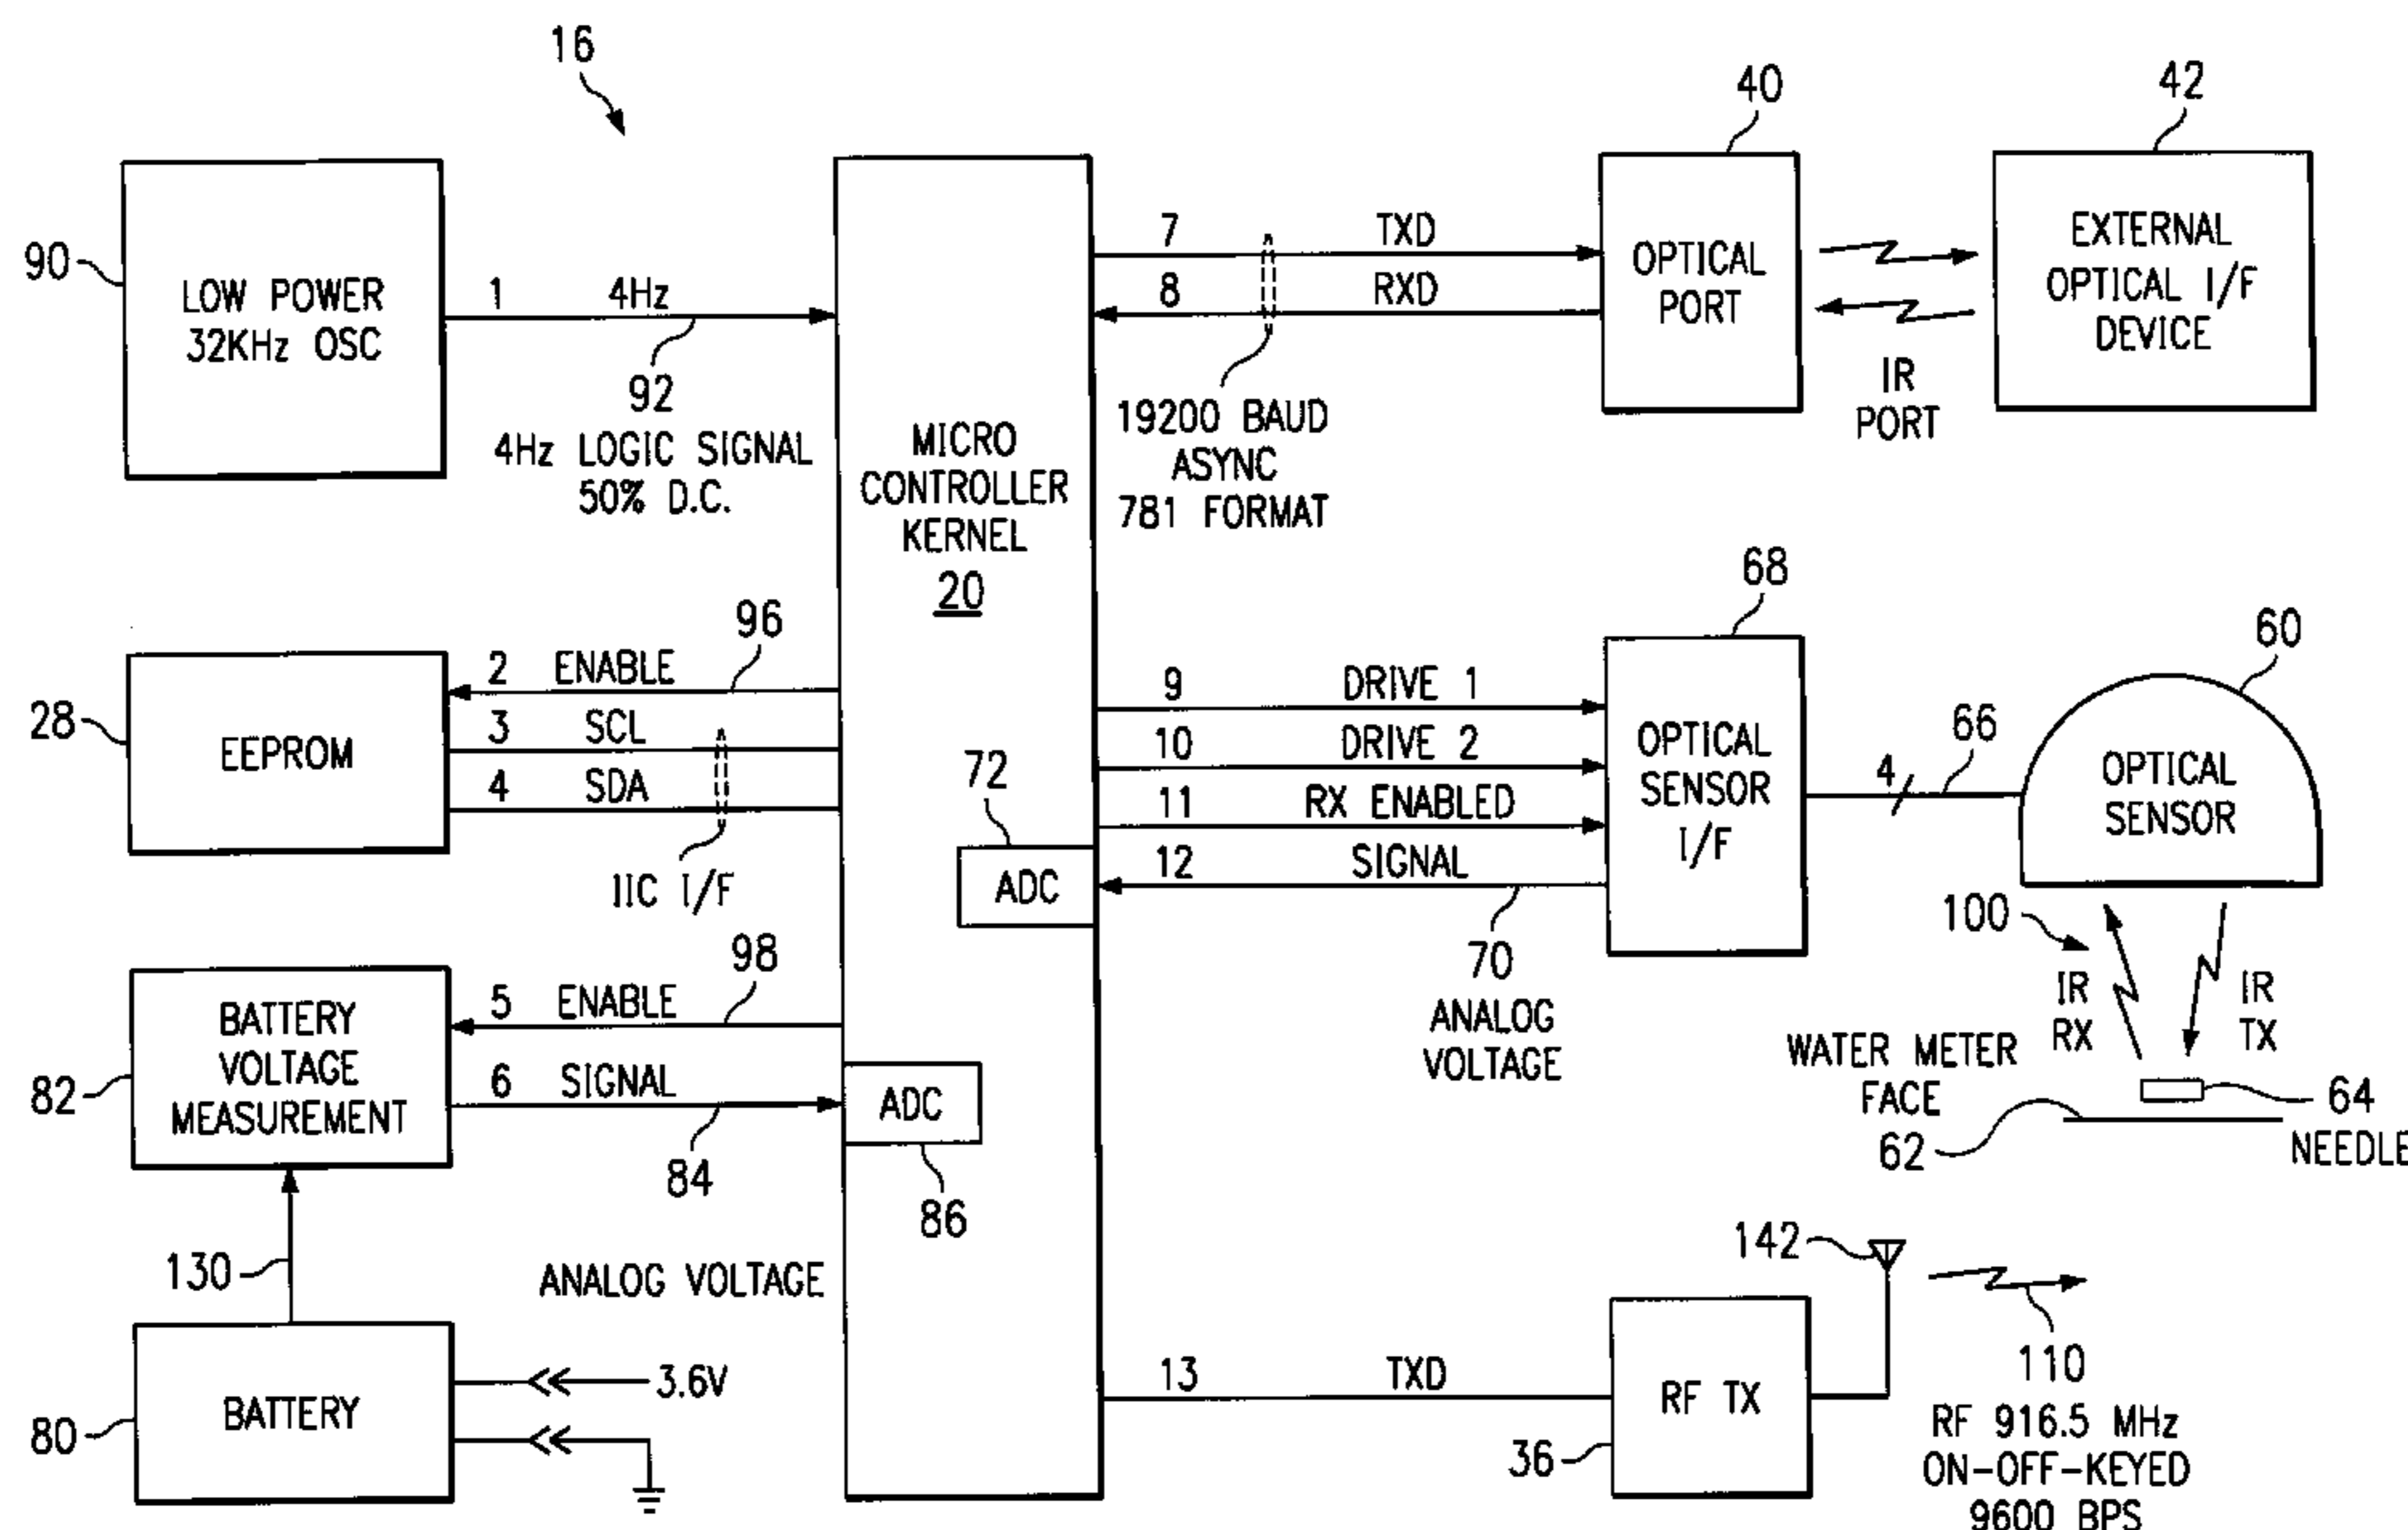 16
40
42
90
LOW POWER
32KHz OSC
1 4Hz
92
4Hz LOGIC SIGNAL
50% D.C.
MICRO
CONTROLLER
KERNEL
20
7 TXD
8 RXD
19200 BAUD
ASYNC
781 FORMAT
OPTICAL
PORT
IR
PORT
EXTERNAL
OPTICAL I/F
DEVICE
28
EEPROM
2 ENABLE
96
3 SCL
4 SDA
IIC I/F
72
ADC
9 DRIVE 1
10 DRIVE 2
11 RX ENABLED
12 SIGNAL
70
ANALOG
VOLTAGE
68
OPTICAL
SENSOR
I/F
4
66
60
OPTICAL
SENSOR
100
IR
RX
IR
TX
WATER METER
FACE
62
64
NEEDLE
82
BATTERY
VOLTAGE
MEASUREMENT
5 ENABLE
98
6 SIGNAL
84
ADC
86
130
ANALOG VOLTAGE
80
BATTERY
3.6V
13 TXD
36
RF TX
142
110
RF 916.5 MHz
ON-OFF-KEYED
9600 BPS